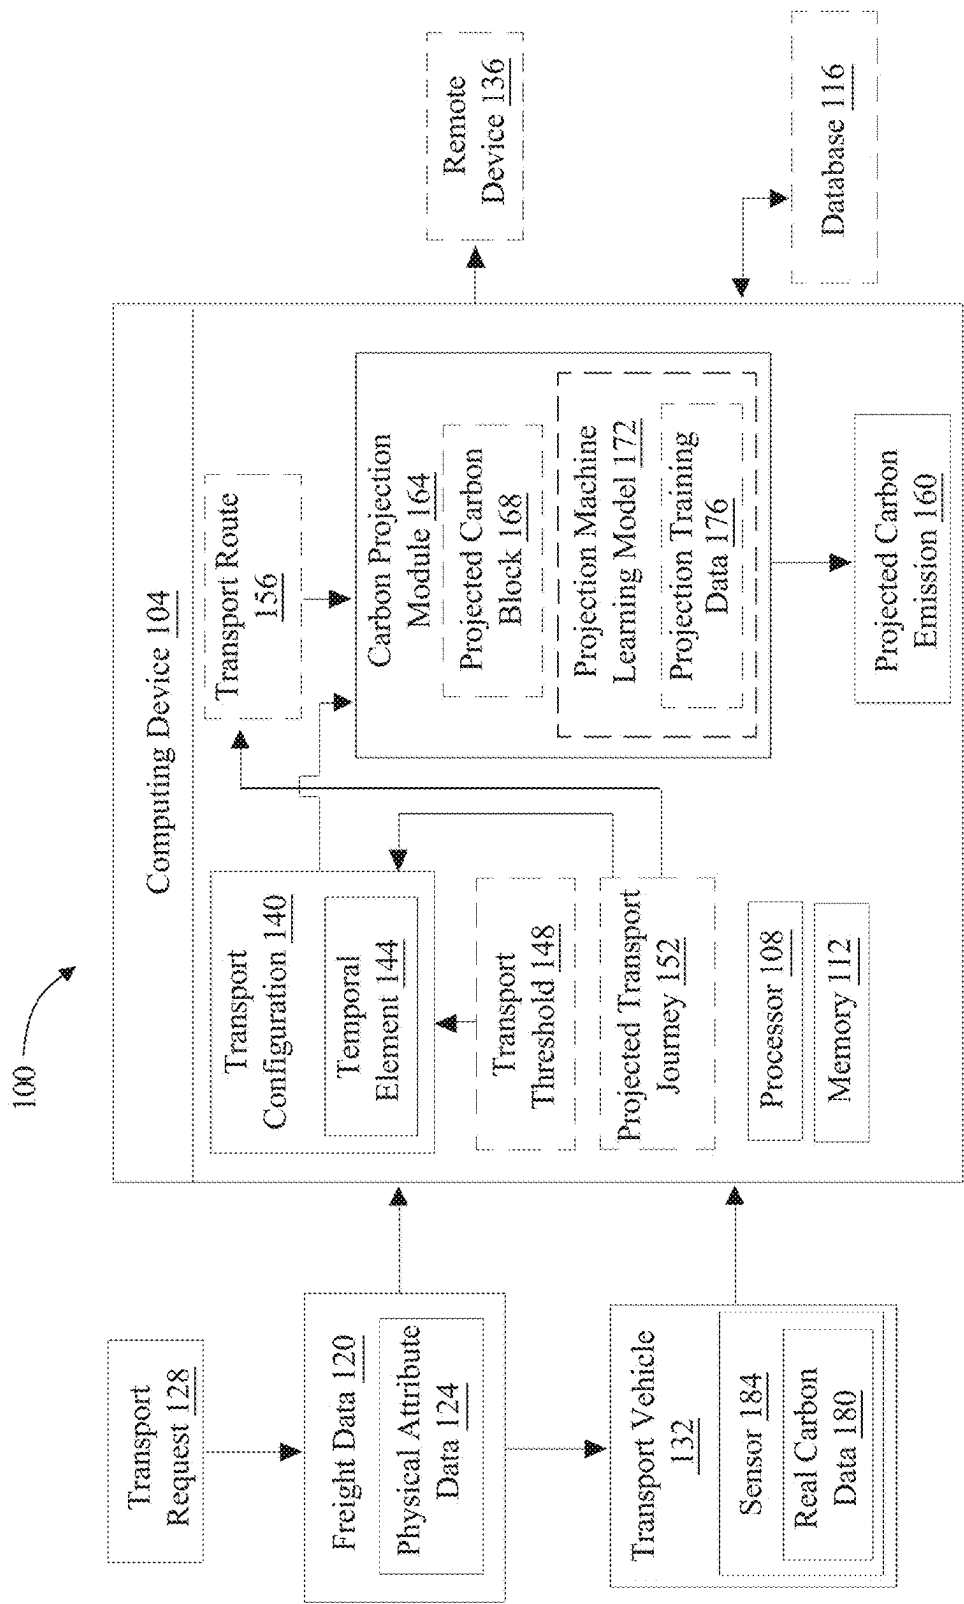 100
Transport
Request 128
Freight Data 120
Physical Attribute
Data 124
Transport Vehicle
132
Sensor 184
Real Carbon
Data 180
Computing Device 104
Transport
Configuration 140
Temporal
Element 144
Transport
Threshold 148
Projected Transport
Journey 152
Processor 108
Memory 112
Transport Route
156
Carbon Projection
Module 164
Projected Carbon
Block 168
Projection Machine
Learning Model 172
Projection Training
Data 176
Projected Carbon
Emission 160
Remote
Device 136
Database 116